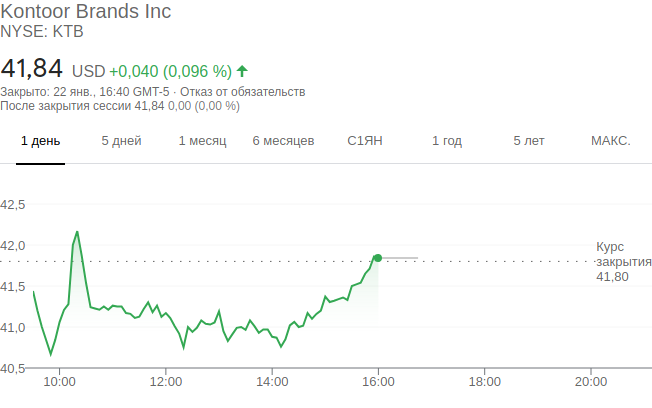 Kontoor Brands Inc
NYSE: KTB
41,84 USD +0,040 (0,096 %)
Закрыто: 22 янв., 16:40 GMT-5 · Отказ от обязательств
После закрытия сессии 41,84 0,00 (0,00 %)
1 день 5 дней 1 месяц 6 месяцев С1ЯН 1 год 5 лет МАКС.
42,5
42,0
41,5
41,0
40,5
Курс
закрытия
41,80
10:00 12:00 14:00 16:00 18:00 20:00